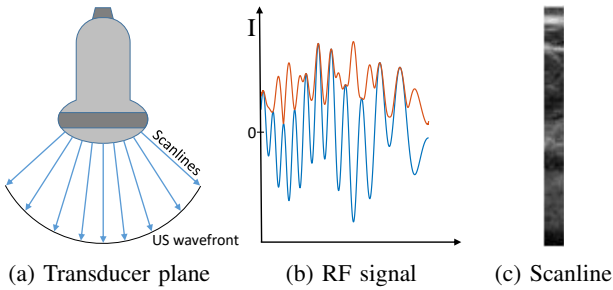 Scanlines
US wavefront
(a) Transducer plane
I
0
(b) RF signal
(c) Scanline